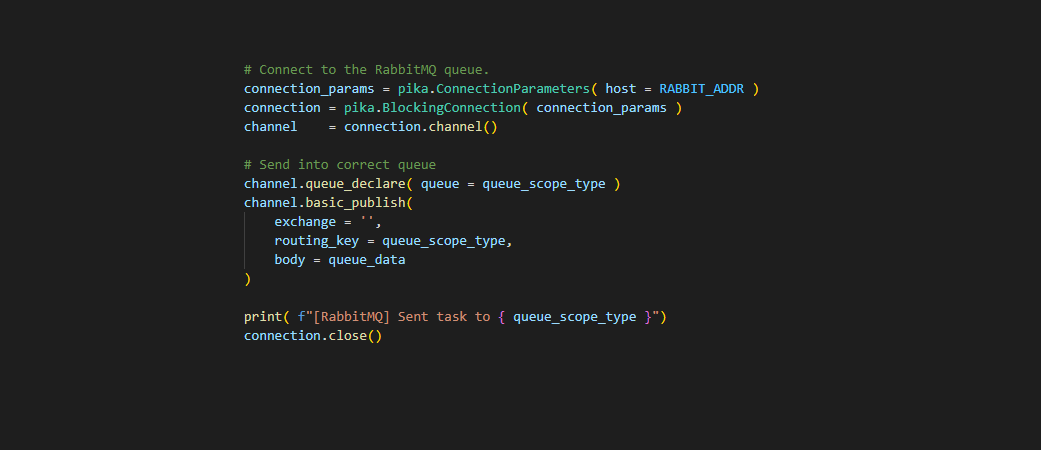 # Connect to the RabbitMQ queue.
connection_params = pika.ConnectionParameters( host = RABBIT_ADDR )
connection = pika.BlockingConnection( connection_params )
channel    = connection.channel()

# Send into correct queue
channel.queue_declare( queue = queue_scope_type )
channel.basic_publish(
    exchange = '',
    routing_key = queue_scope_type,
    body = queue_data
)

print( f"[RabbitMQ] Sent task to { queue_scope_type }")
connection.close()